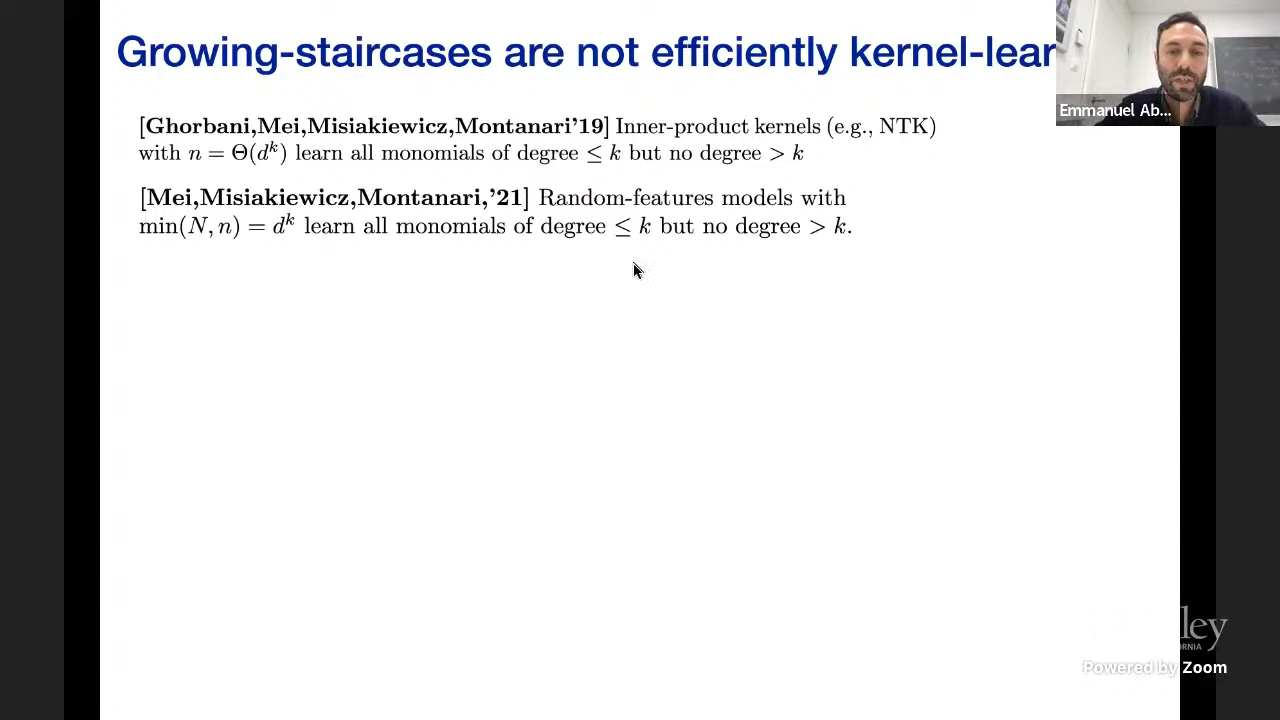 Growing-staircases are not efficiently kernel-lear
Emmanuel Ab...
[Ghorbani,Mei,Misiakiewicz,Montanari'19] Inner-product kernels (e.g., NTK)
with n = Θ(d^k) learn all monomials of degree ≤ k but no degree > k
[Mei,Misiakiewicz,Montanari,'21] Random-features models with
min(N, n) = d^k learn all monomials of degree ≤ k but no degree > k.
ley
RNIA
Powered by Zoom